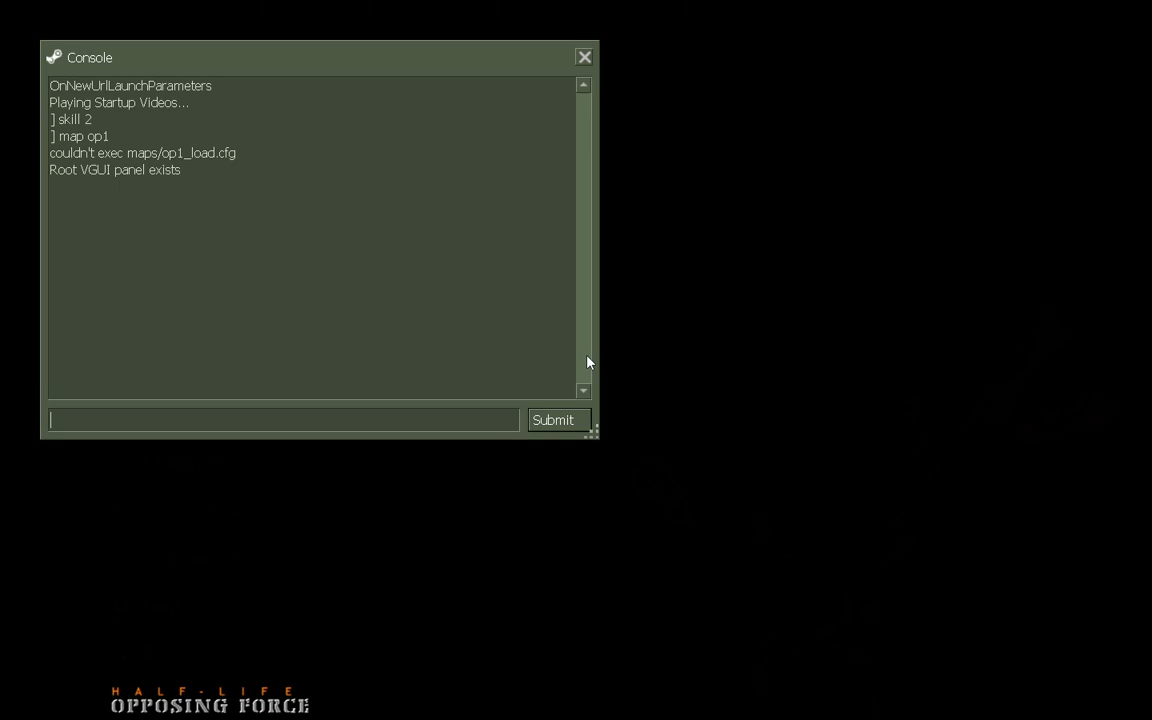 Console
OnNewUrlLaunchParameters
Playing Startup Videos...
] skill 2
] map op1
couldn't exec maps/op1_load.cfg
Root VGUI panel exists
Submit
HALF-LIFE
OPPOSING FORCE